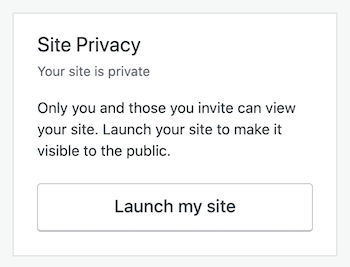 Site Privacy
Your site is private
Only you and those you invite can view
your site. Launch your site to make it
visible to the public.
Launch my site